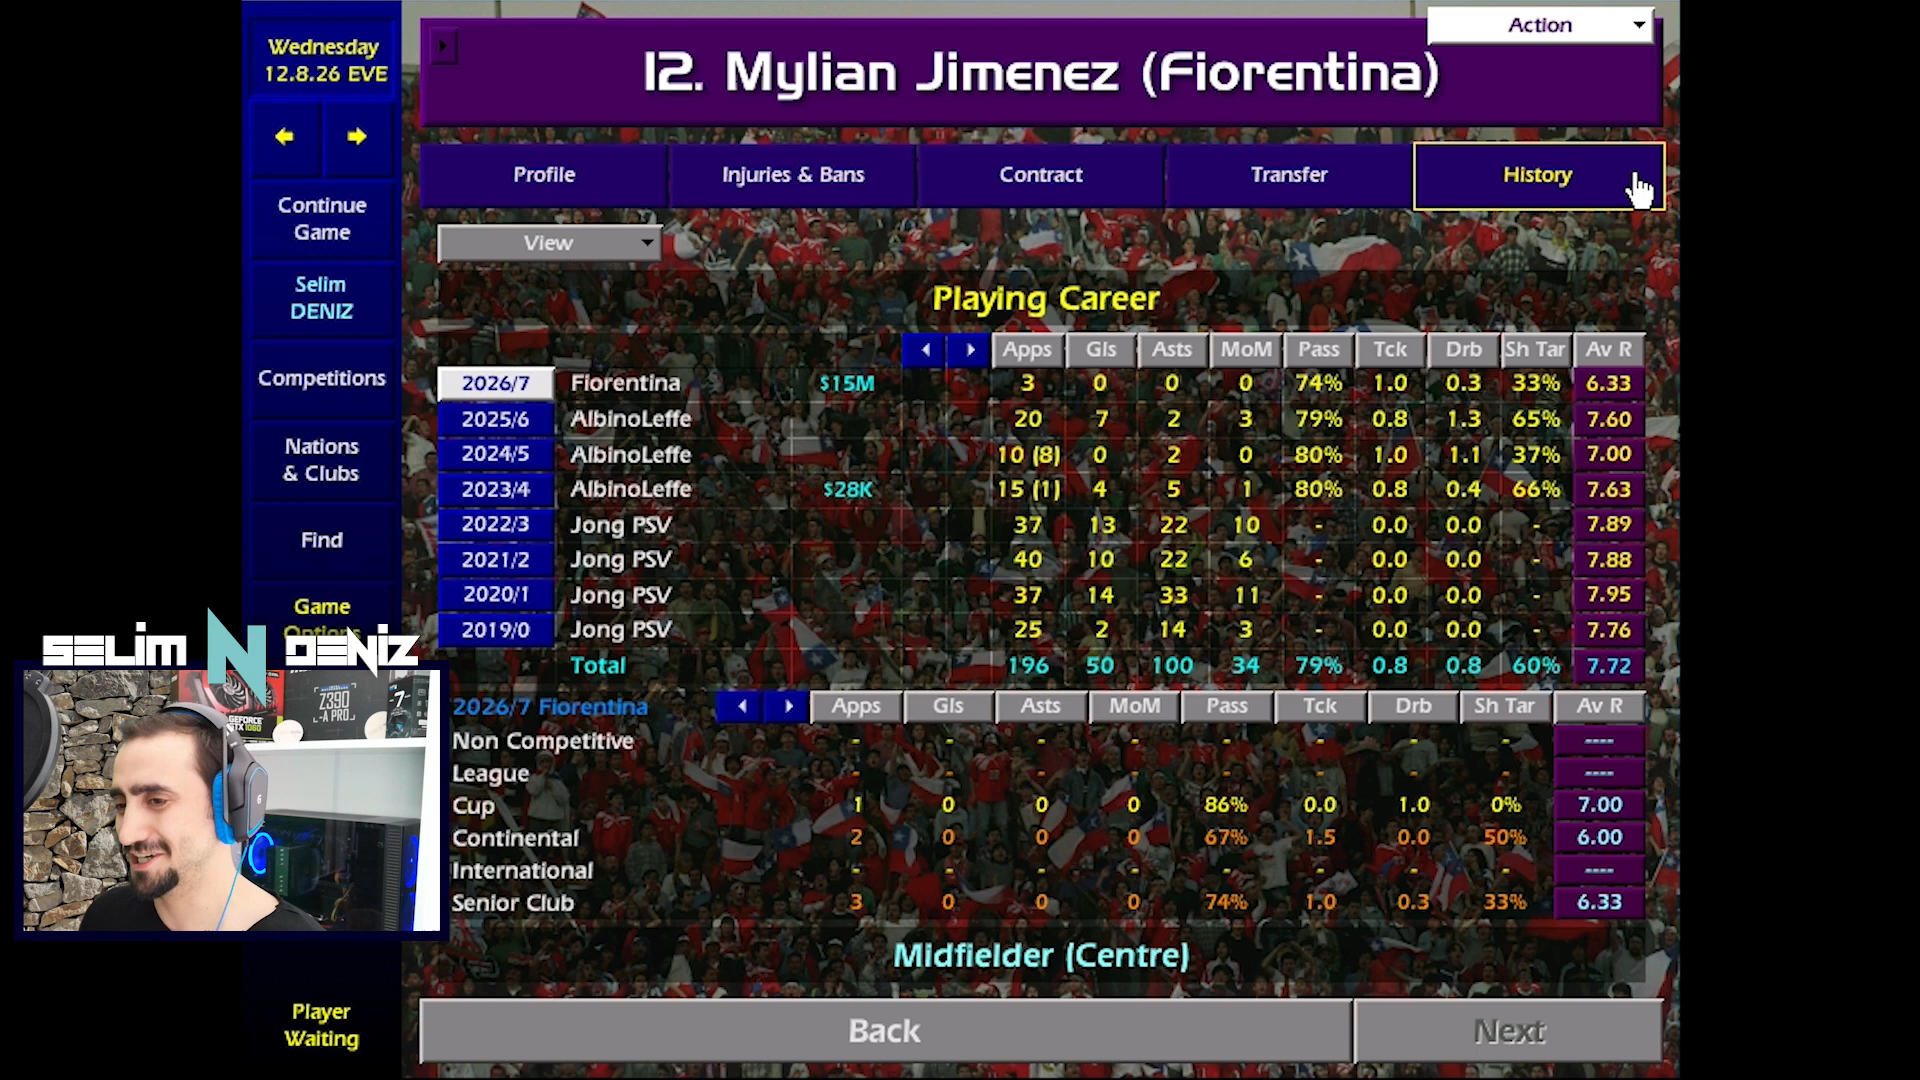 Wednesday
12.8.26 EVE
Continue
Game
Selim
DENIZ
Competitions
Nations
& Clubs
Find
Game
Options
Player
Waiting
Action
12. Mylian Jimenez (Fiorentina)
Profile Injuries & Bans Contract Transfer History
View
Playing Career
Apps Gls Asts MoM Pass Tck Drb Sh Tar Av R
2026/7 Fiorentina $15M 3 0 0 0 74% 1.0 0.3 33% 6.33
2025/6 AlbinoLeffe 20 7 2 3 79% 0.8 1.3 65% 7.60
2024/5 AlbinoLeffe 10 (8) 0 2 0 80% 1.0 1.1 37% 7.00
2023/4 AlbinoLeffe $28K 15 (1) 4 5 1 80% 0.8 0.4 66% 7.63
2022/3 Jong PSV 37 13 22 10 - 0.0 0.0 - 7.89
2021/2 Jong PSV 40 10 22 6 - 0.0 0.0 - 7.88
2020/1 Jong PSV 37 14 33 11 - 0.0 0.0 - 7.95
2019/0 Jong PSV 25 2 14 3 - 0.0 0.0 - 7.76
Total 196 50 100 34 79% 0.8 0.8 60% 7.72
2026/7 Fiorentina Apps Gls Asts MoM Pass Tck Drb Sh Tar Av R
Non Competitive - - - - - - - - ----
League - - - - - - - - ----
Cup 1 0 0 0 86% 0.0 1.0 0% 7.00
Continental 2 0 0 0 67% 1.5 0.0 50% 6.00
International - - - - - - - - ----
Senior Club 3 0 0 0 74% 1.0 0.3 33% 6.33
Midfielder (Centre)
Back Next
SELIM N DENIZ
GEFORCE
GTX 1060
Z390
-A PRO